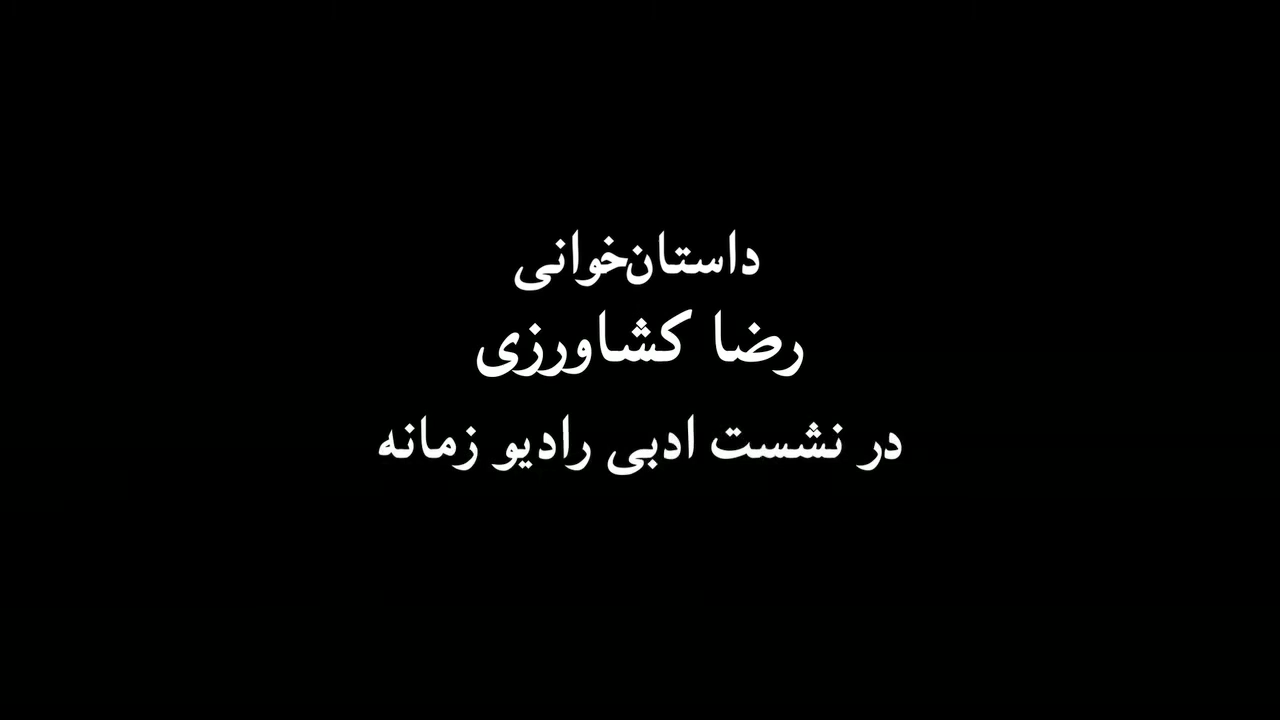 داستان‌خوانی
رضا کشاورزی
در نشست ادبی رادیو زمانه